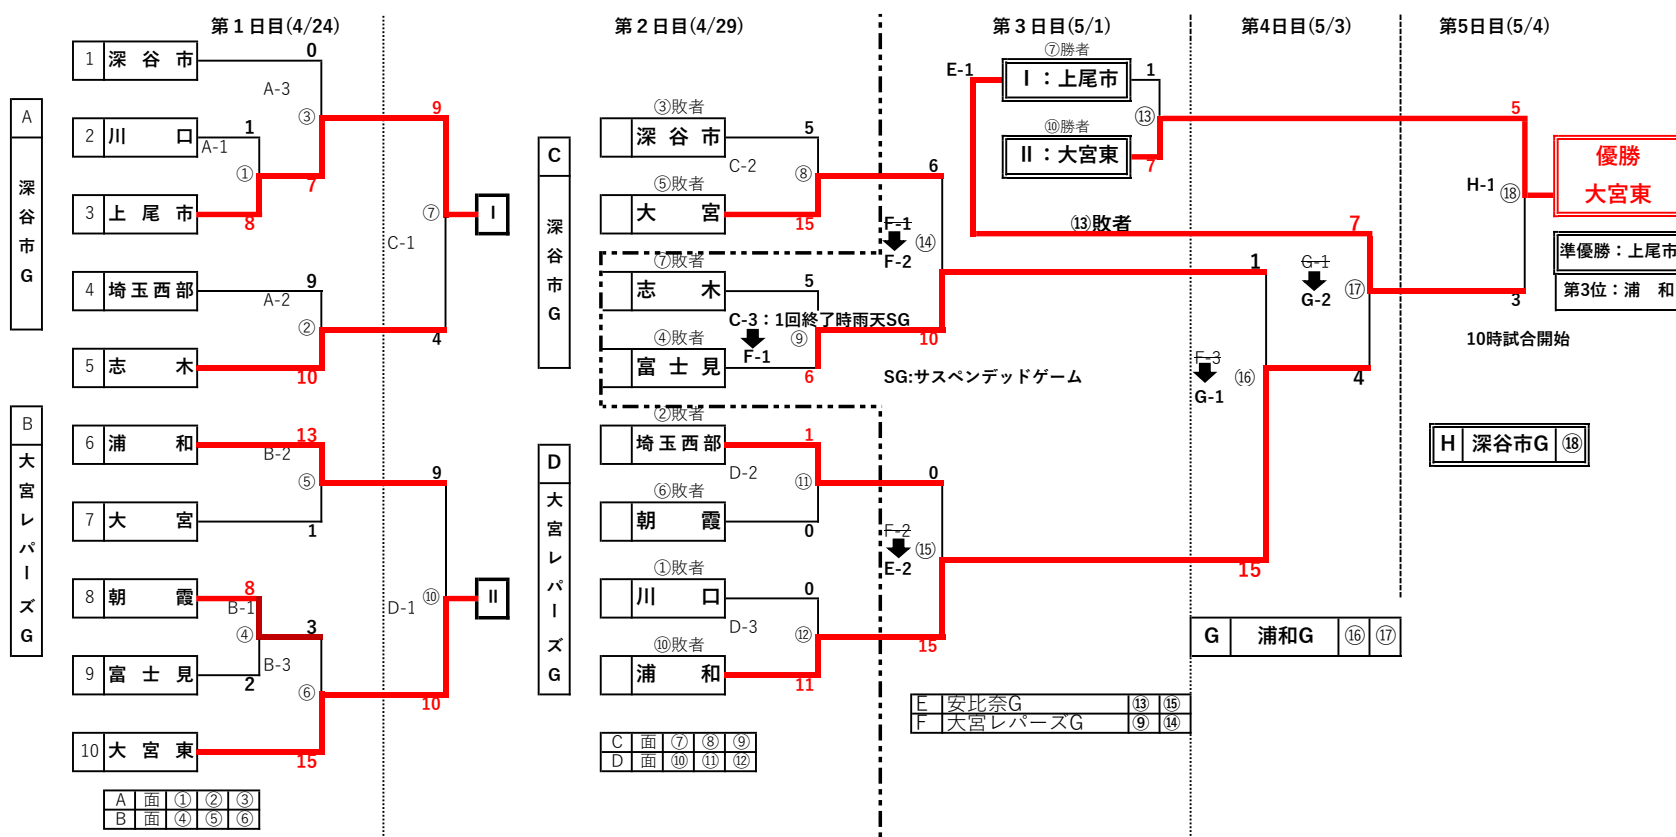 第1日目(4/24)
第2日目(4/29)
第3日目(5/1)
第4日目(5/3)
第5日目(5/4)
A
深谷市G
B
大宮レパーズG
1 深谷市
0
A-3
③
2 川口
1
A-1
①
7
3 上尾市
8
4 埼玉西部
9
A-2
②
5 志木
10
9
⑦
C-1
4
I
6 浦和
13
B-2
⑤
7 大宮
1
8 朝霞
8
B-1
④
3
9 富士見
2
B-3
⑥
10 大宮東
15
9
⑩
D-1
10
II
A 面 ① ② ③
B 面 ④ ⑤ ⑥
C
深谷市G
D
大宮レパーズG
③敗者
深谷市
5
C-2
⑧
⑤敗者
大宮
15
⑦敗者
志木
5
C-3：1回終了時雨天SG
⑨
F-1
④敗者
富士見
6
②敗者
埼玉西部
1
D-2
⑪
⑥敗者
朝霞
0
①敗者
川口
0
D-3
⑫
⑩敗者
浦和
11
C 面 ⑦ ⑧ ⑨
D 面 ⑩ ⑪ ⑫
6
F-1
⑭
F-2
10
SG:サスペンデッドゲーム
0
F-2
⑮
E-2
15
⑦勝者
E-1
I：上尾市
1
⑬
⑩勝者
II：大宮東
7
⑬敗者
7
1
G-1
⑰
G-2
F-3
⑯
G-1
4
15
E 安比奈G ⑬ ⑮
F 大宮レパーズG ⑨ ⑭
G 浦和G ⑯ ⑰
5
H-1
⑱
3
優勝
大宮東
準優勝：上尾市
第3位：浦和
10時試合開始
H 深谷市G ⑱